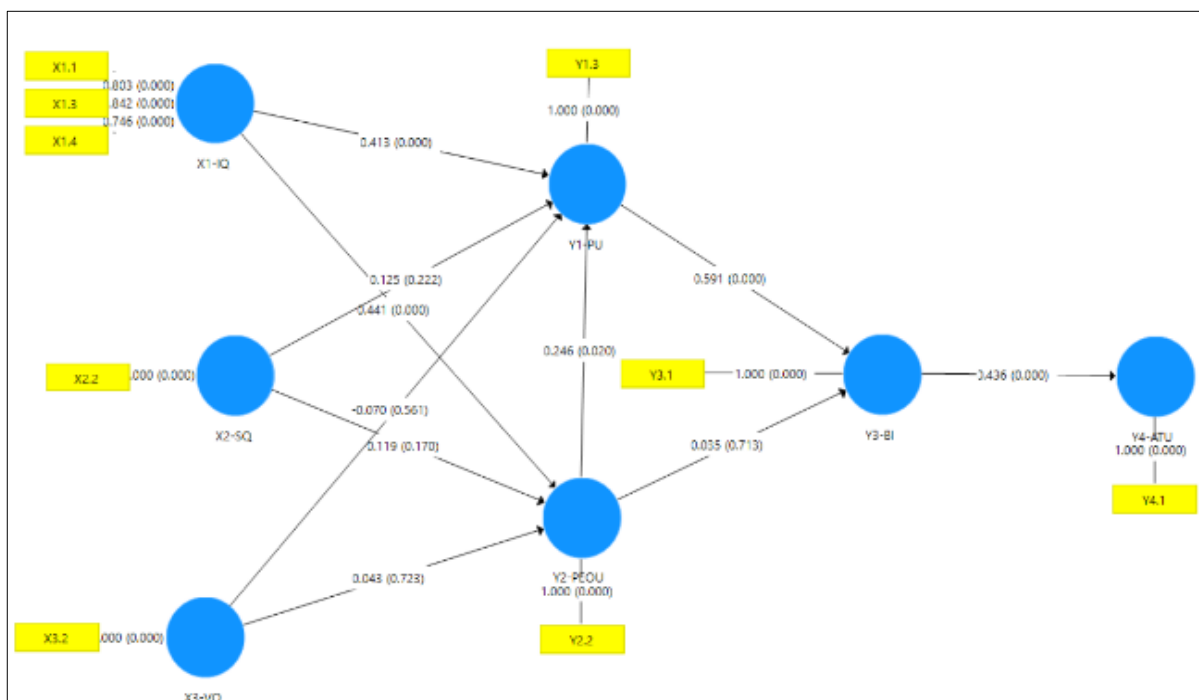 X1.1
X1.3
X1.4
0.803 (0.000)
.842 (0.000)
0.746 (0.000)
X1-IQ
Y1.3
1.000 (0.000)
0.413 (0.000)
Y1-PU
0.125 (0.222)
0.441 (0.000)
0.591 (0.000)
X2.2
.000 (0.000)
X2-SQ
0.246 (0.020)
Y3.1
1.000 (0.000)
Y3-BI
0.436 (0.000)
Y4-ATU
1.000 (0.000)
Y4.1
-0.070 (0.561)
0.119 (0.170)
0.035 (0.713)
0.043 (0.723)
Y2-PEOU
1.000 (0.000)
Y2.2
X3.2
.000 (0.000)